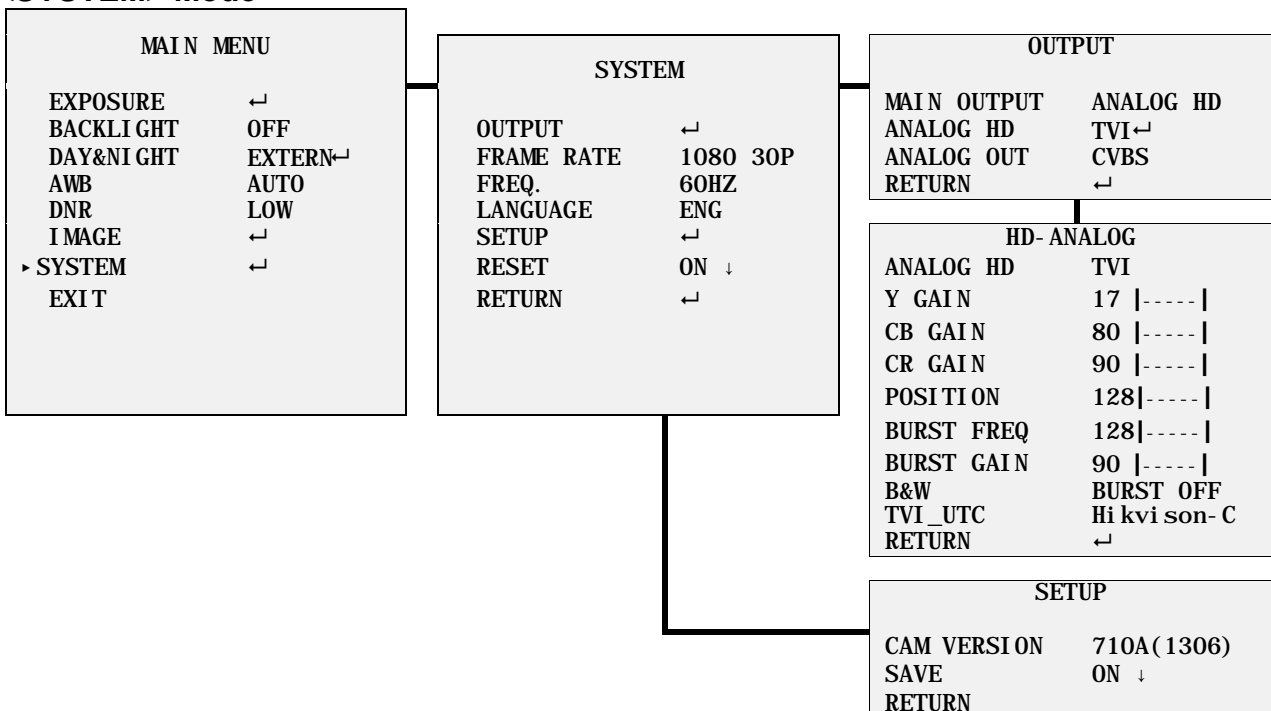 MAIN MENU
EXPOSURE ↵
BACKLIGHT OFF
DAY&NIGHT EXTERN↵
AWB AUTO
DNR LOW
IMAGE ↵
▸SYSTEM ↵
EXIT
SYSTEM
OUTPUT ↵
FRAME RATE 1080 30P
FREQ. 60HZ
LANGUAGE ENG
SETUP ↵
RESET ON ↓
RETURN ↵
OUTPUT
MAIN OUTPUT ANALOG HD
ANALOG HD TVI↵
ANALOG OUT CVBS
RETURN ↵
HD-ANALOG
ANALOG HD TVI
Y GAIN 17 |-----|
CB GAIN 80 |-----|
CR GAIN 90 |-----|
POSITION 128|-----|
BURST FREQ 128|-----|
BURST GAIN 90 |-----|
B&W BURST OFF
TVI_UTC Hikvison-C
RETURN ↵
SETUP
CAM VERSION 710A(1306)
SAVE ON ↓
RETURN